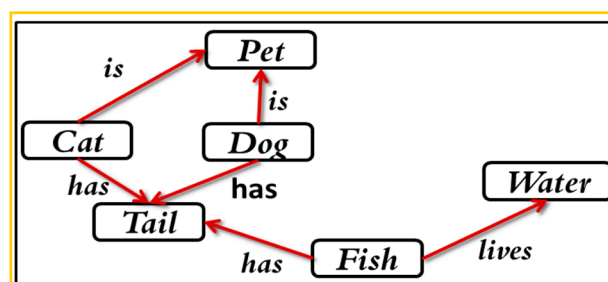 Pet
is
is
Cat
Dog
has
has
Water
Tail
has
Fish
lives